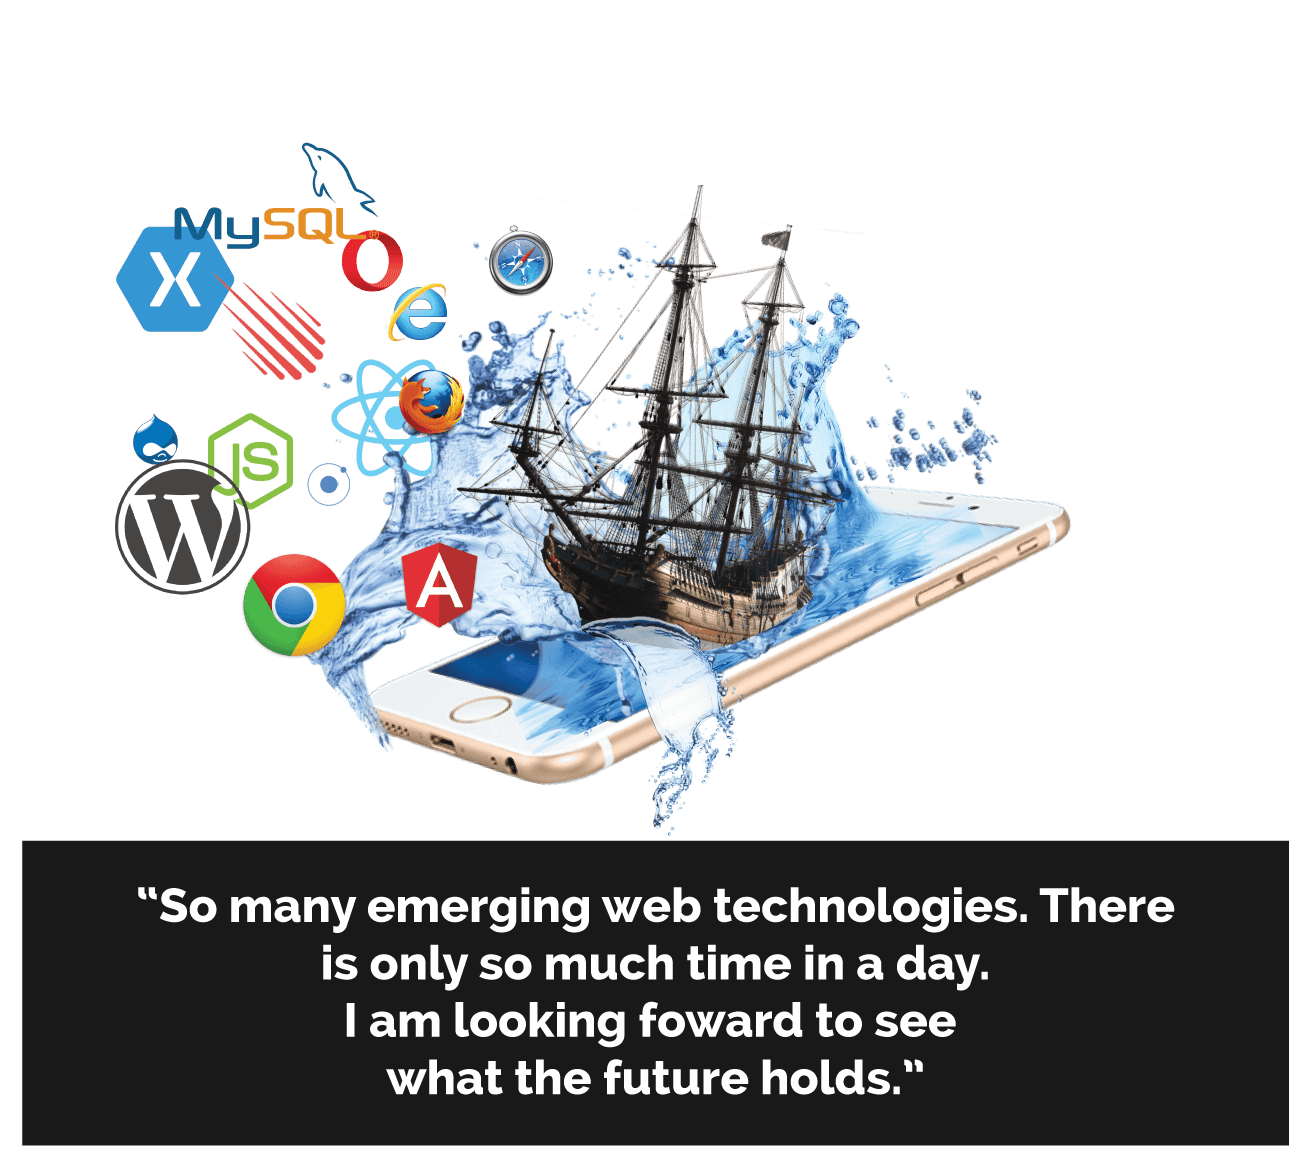 MySQL®
X
JS
W
A
“So many emerging web technologies. There
is only so much time in a day.
I am looking foward to see
what the future holds.”